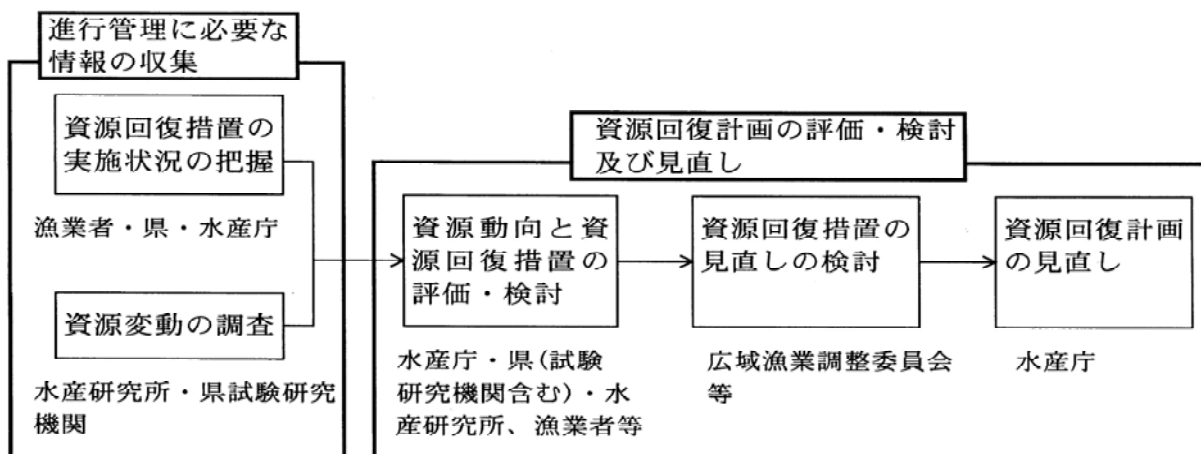 進行管理に必要な
情報の収集
資源回復措置の
実施状況の把握
漁業者・県・水産庁
資源変動の調査
水産研究所・県試験研究
機関
資源回復計画の評価・検討
及び見直し
資源動向と資
源回復措置の
評価・検討
水産庁・県(試験
研究機関含む)・水
産研究所、漁業者等
資源回復措置の
見直しの検討
広域漁業調整委員会
等
資源回復計画
の見直し
水産庁